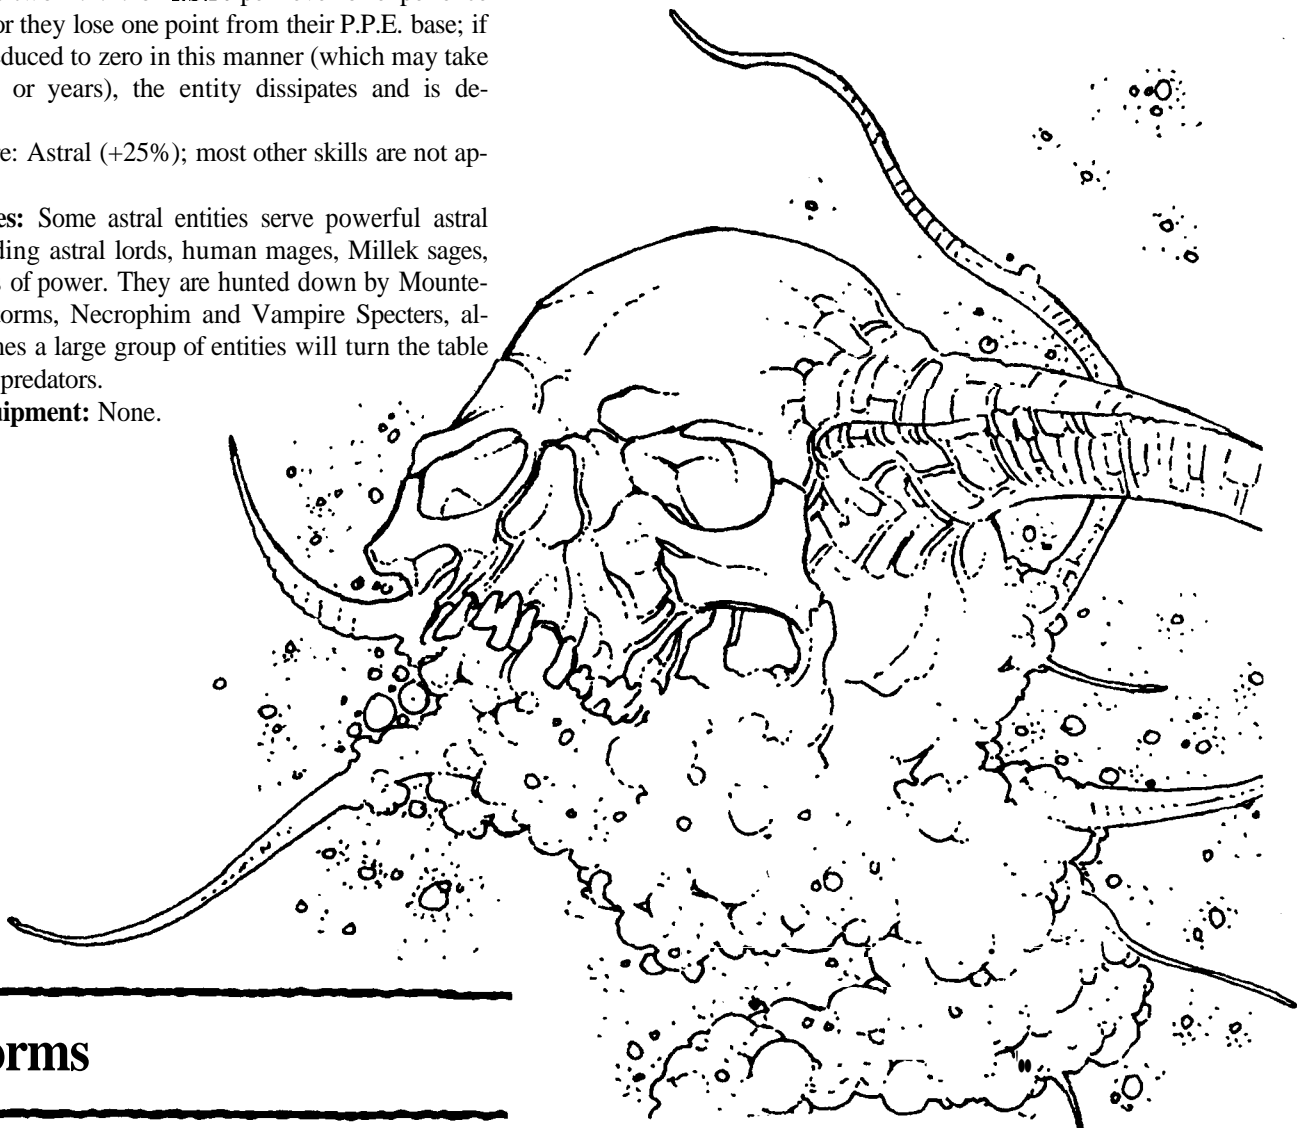 or they lose one point from their P.P.E. base; if
duced to zero in this manner (which may take
or years), the entity dissipates and is de-
e: Astral (+25%); most other skills are not ap-
es: Some astral entities serve powerful astral
ding astral lords, human mages, Millek sages,
of power. They are hunted down by Mounte-
orms, Necrophim and Vampire Specters, al-
nes a large group of entities will turn the table
predators.
uipment: None.
orms